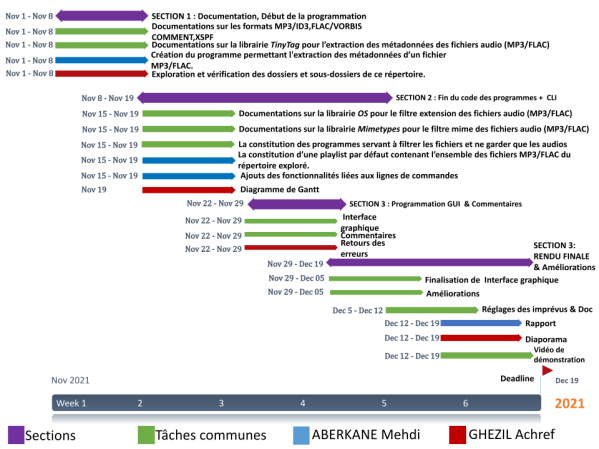 Nov 1 - Nov 8 SECTION 1 : Documentation, Début de la programmation
Nov 1 - Nov 8 Documentations sur les formats MP3/ID3,FLAC/VORBIS
COMMENT,XSPF
Nov 1 - Nov 8 Documentations sur la librairie TinyTag pour l'extraction des métadonnées des fichiers audio (MP3/FLAC)
Nov 1 - Nov 8 Création du programme permettant l'extraction des métadonnées d'un fichier
MP3/FLAC.
Nov 1 - Nov 8 Exploration et vérification des dossiers et sous-dossiers de ce répertoire.
Nov 8 - Nov 19 SECTION 2 : Fin du code des programmes + CLI
Nov 15 - Nov 19 Documentations sur la librairie OS pour le filtre extension des fichiers audio (MP3/FLAC)
Nov 15 - Nov 19 Documentations sur la librairie Mimetypes pour le filtre mime des fichiers audio (MP3/FLAC)
Nov 15 - Nov 19 La constitution des programmes servant à filtrer les fichiers et ne garder que les audios
Nov 15 - Nov 19 La constitution d'une playlist par défaut contenant l'ensemble des fichiers MP3/FLAC du
répertoire exploré.
Nov 15 - Nov 19 Ajouts des fonctionnalités liées aux lignes de commandes
Nov 19 Diagramme de Gantt
Nov 22 - Nov 29 SECTION 3 : Programmation GUI & Commentaires
Nov 22 - Nov 29 Interface
graphique
Nov 22 - Nov 29 Commentaires
Nov 22 - Nov 29 Retours des
erreurs
Nov 29 - Dec 19 SECTION 3:
RENDU FINALE
& Améliorations
Nov 29 - Dec 05 Finalisation de Interface graphique
Nov 29 - Dec 05 Améliorations
Dec 5 - Dec 12 Réglages des imprévus & Doc
Dec 12 - Dec 19 Rapport
Dec 12 - Dec 19 Diaporama
Dec 12 - Dec 19 Vidéo de
démonstration
Deadline
Dec 19
Nov 2021
Week 1 2 3 4 5 6 2021
Sections Tâches communes ABERKANE Mehdi GHEZIL Achref